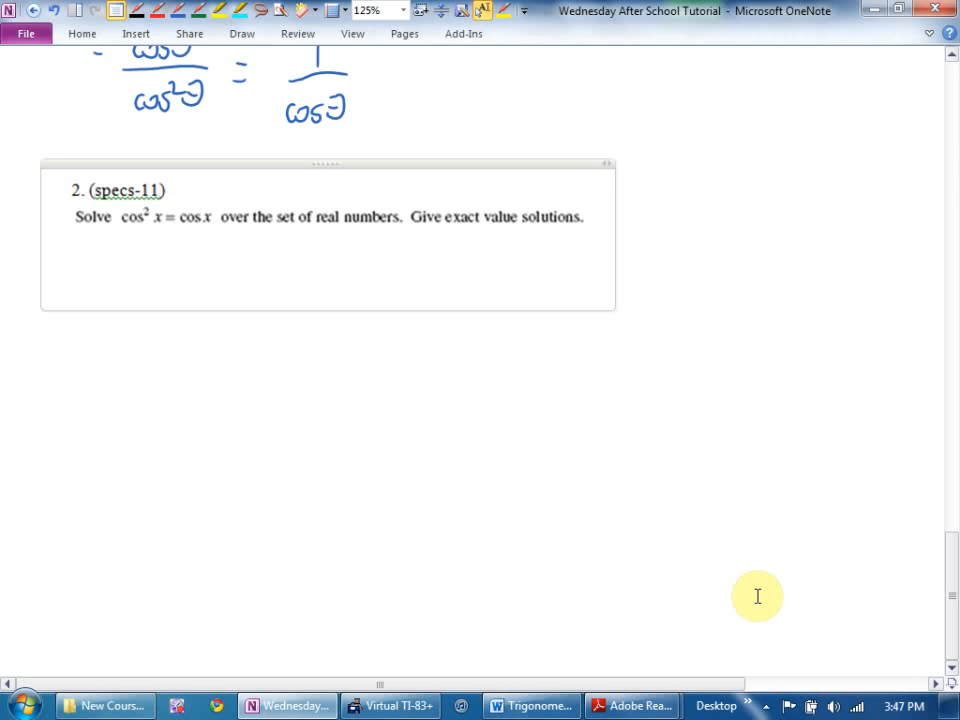 125%
Wednesday After School Tutorial - Microsoft OneNote
File Home Insert Share Draw Review View Pages Add-Ins
cosθ
cos²θ = 1
cosθ
2. (specs-11)
Solve cos² x = cos x over the set of real numbers. Give exact value solutions.
New Cours... Wednesday... Virtual TI-83+ Trigonome... Adobe Rea... Desktop » 3:47 PM